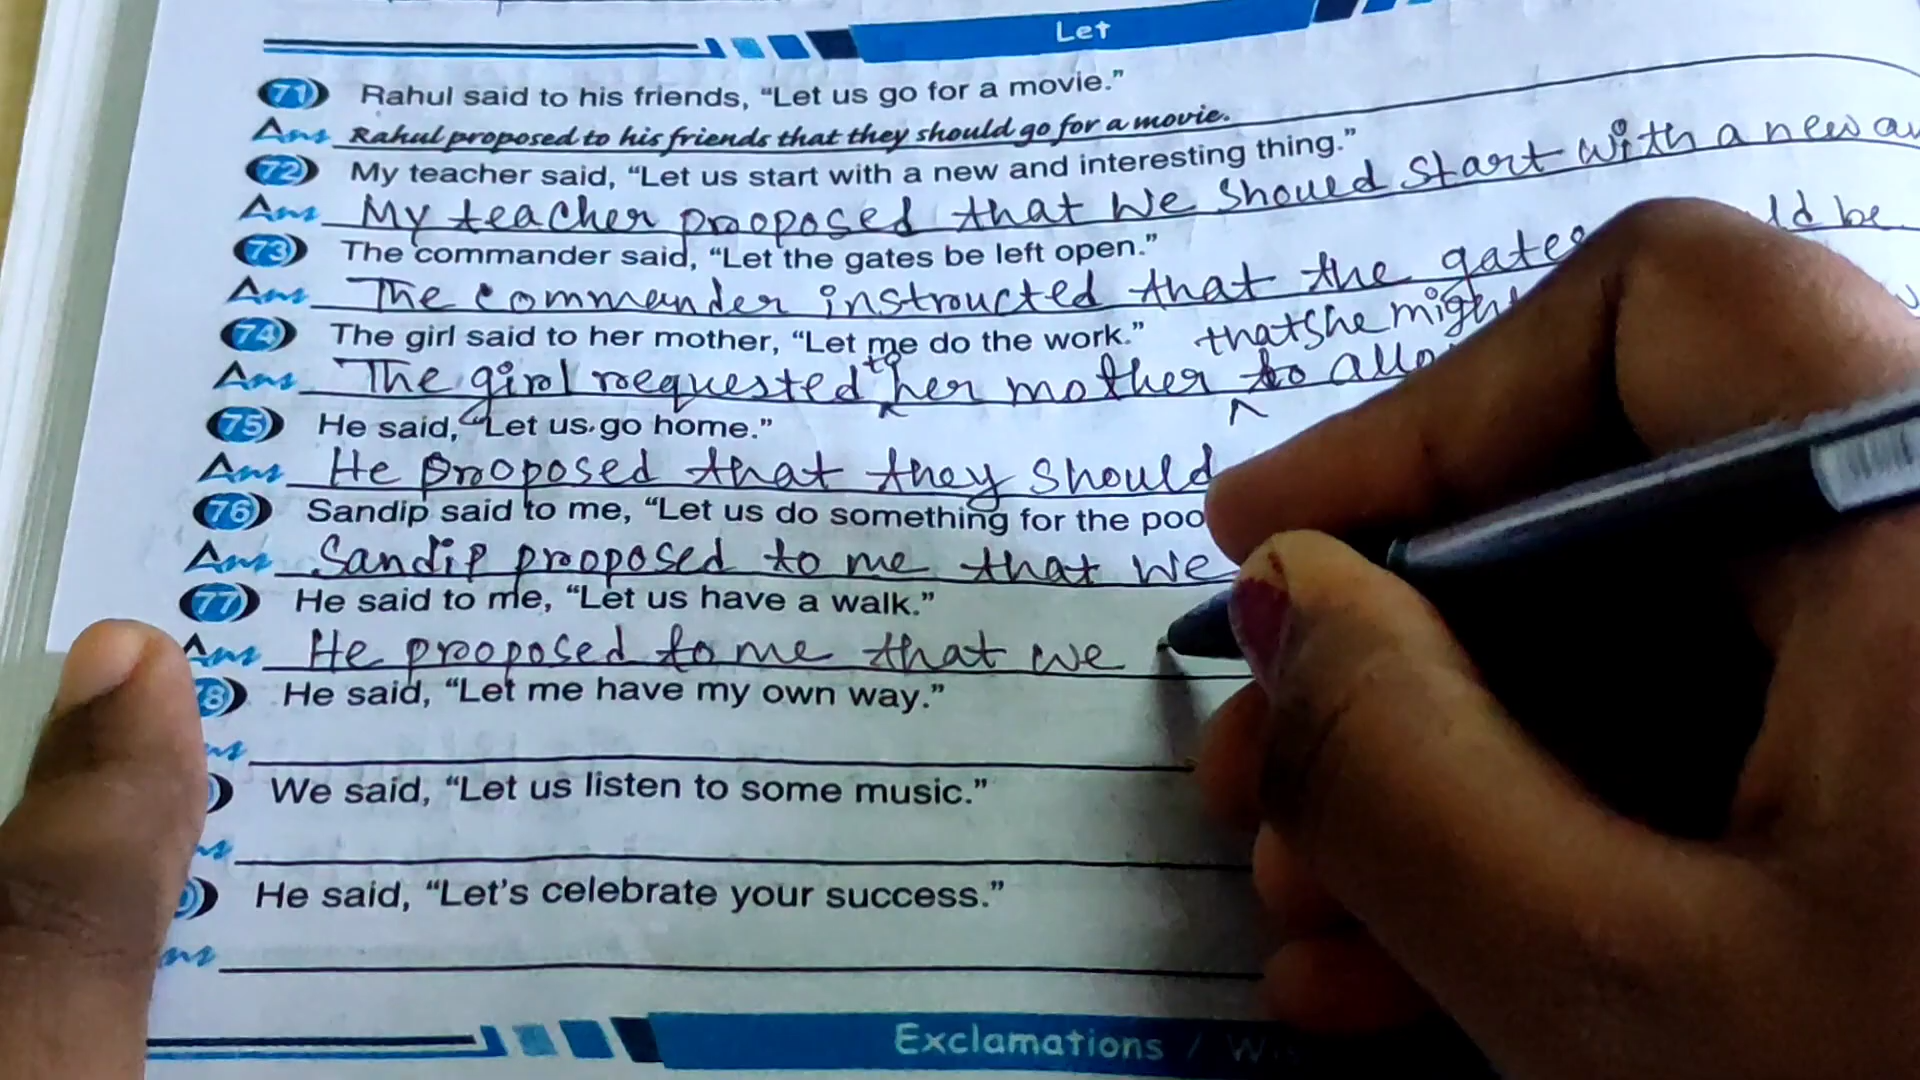 Let
71 Rahul said to his friends, “Let us go for a movie.”
Ans Rahul proposed to his friends that they should go for a movie.
72 My teacher said, “Let us start with a new and interesting thing.”
Ans My teacher proposed that we should start with a new
73 The commander said, “Let the gates be left open.”
Ans The commander instructed that the gates be
74 The girl said to her mother, “Let me do the work.” that she might
Ans The girl requested to her mother to
75 He said, “Let us go home.”
Ans He proposed that they should
76 Sandip said to me, “Let us do something for the
Ans Sandip proposed to me that we
77 He said to me, “Let us have a walk.”
Ans He proposed to me that we
He said, “Let me have my own way.”
We said, “Let us listen to some music.”
He said, “Let's celebrate your success.”
Exclamations /